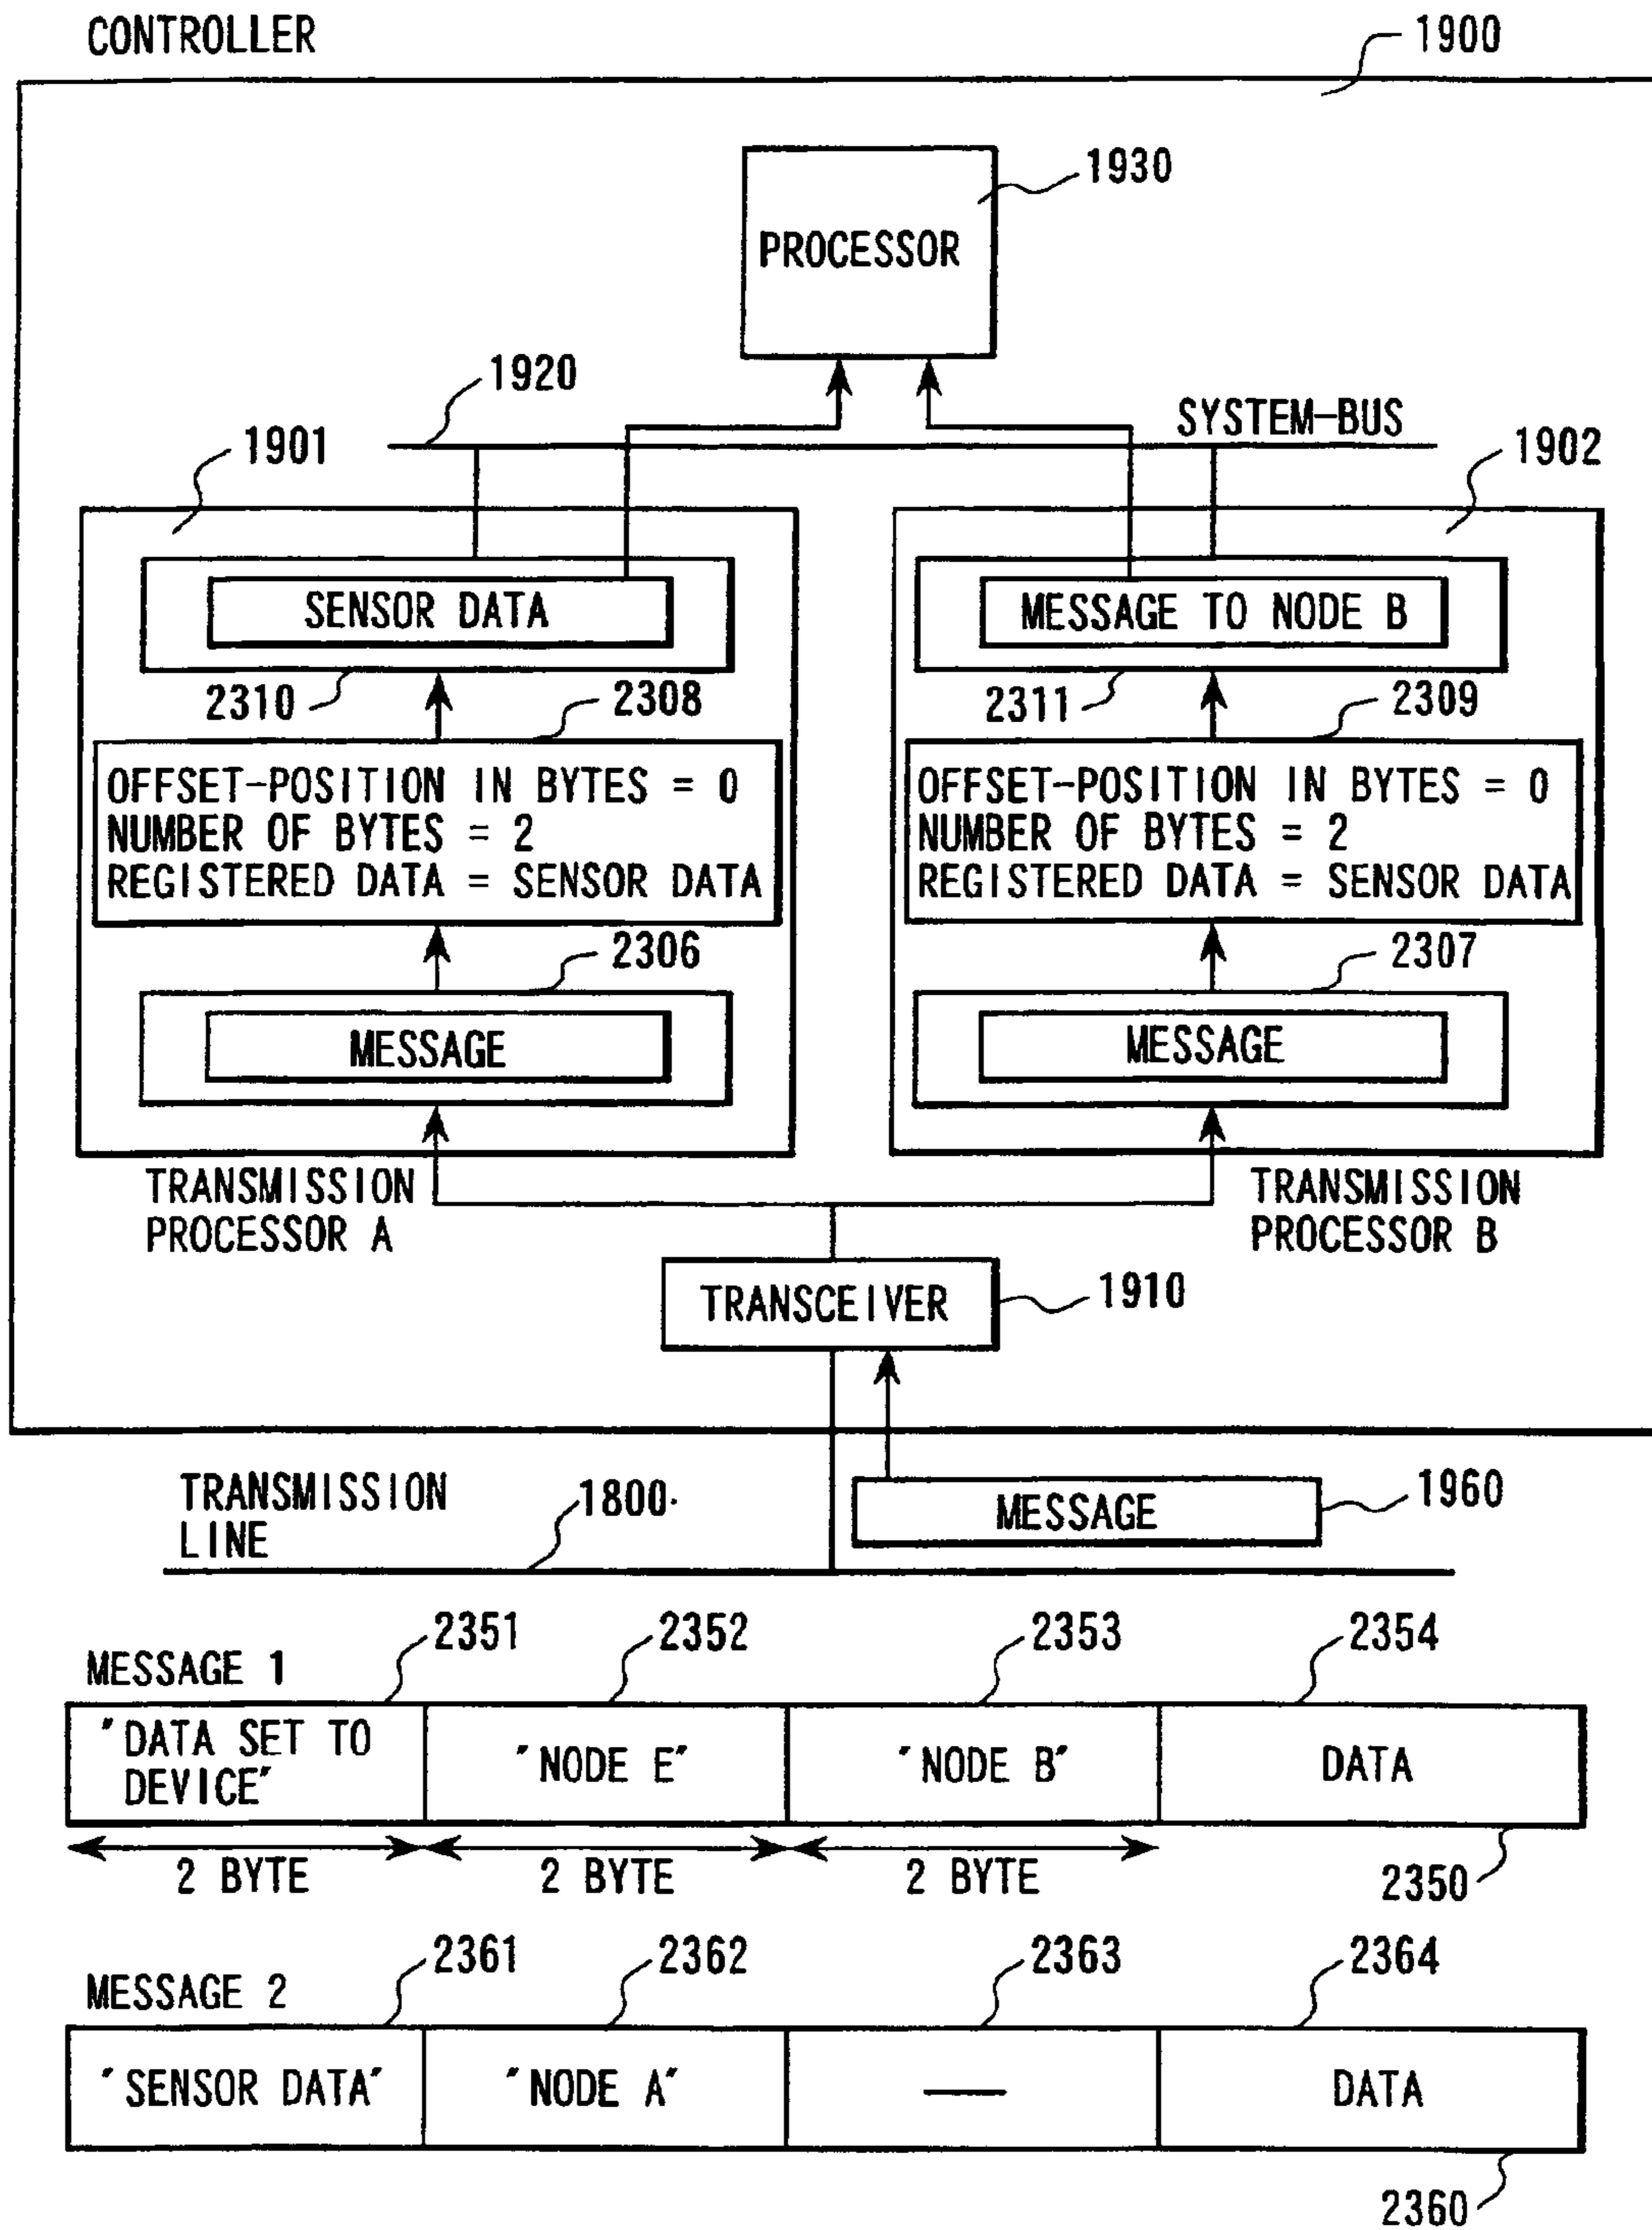 CONTROLLER
1900
1930
PROCESSOR
1920
SYSTEM-BUS
1901
1902
SENSOR DATA
MESSAGE TO NODE B
2310
2308
2311
2309
OFFSET-POSITION IN BYTES = 0
NUMBER OF BYTES = 2
REGISTERED DATA = SENSOR DATA
OFFSET-POSITION IN BYTES = 0
NUMBER OF BYTES = 2
REGISTERED DATA = SENSOR DATA
2306
2307
MESSAGE
MESSAGE
TRANSMISSION
PROCESSOR A
TRANSMISSION
PROCESSOR B
TRANSCEIVER
1910
TRANSMISSION
LINE
1800
MESSAGE
1960
MESSAGE 1
2351
2352
2353
2354
"DATA SET TO
DEVICE"
"NODE E"
"NODE B"
DATA
2 BYTE
2 BYTE
2 BYTE
2350
MESSAGE 2
2361
2362
2363
2364
"SENSOR DATA"
"NODE A"
—
DATA
2360